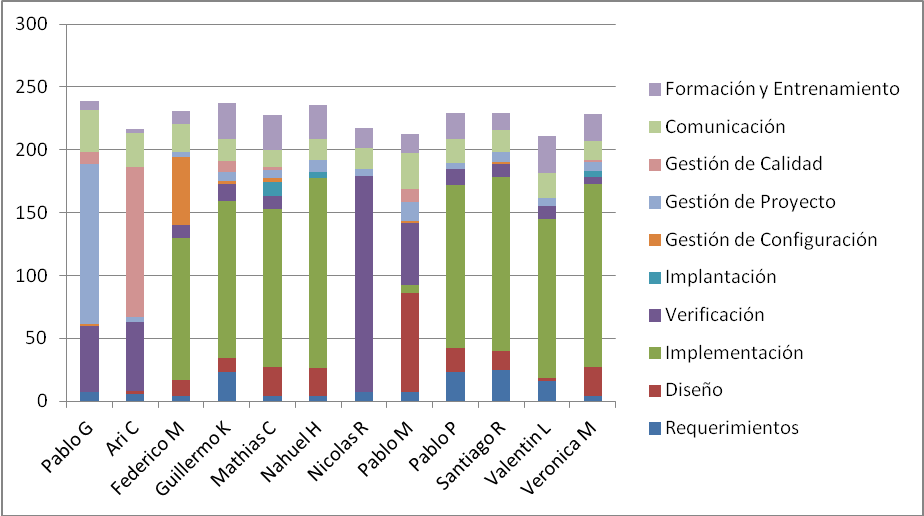 300
250
200
150
100
50
0
Pablo G
Ari C
Federico M
Guillermo K
Mathias C
Nahuel H
Nicolas R
Pablo M
Pablo P
Santiago R
Valentin L
Veronica M
Formación y Entrenamiento
Comunicación
Gestión de Calidad
Gestión de Proyecto
Gestión de Configuración
Implantación
Verificación
Implementación
Diseño
Requerimientos